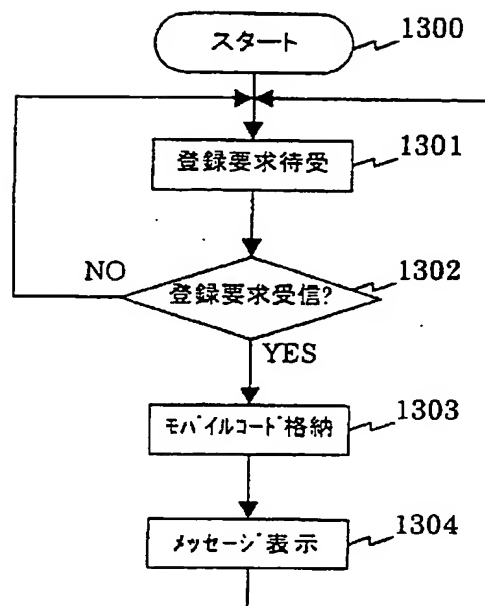 スタート
1300
登録要求待受
1301
NO
登録要求受信?
1302
YES
モバイルコード格納
1303
メッセージ表示
1304